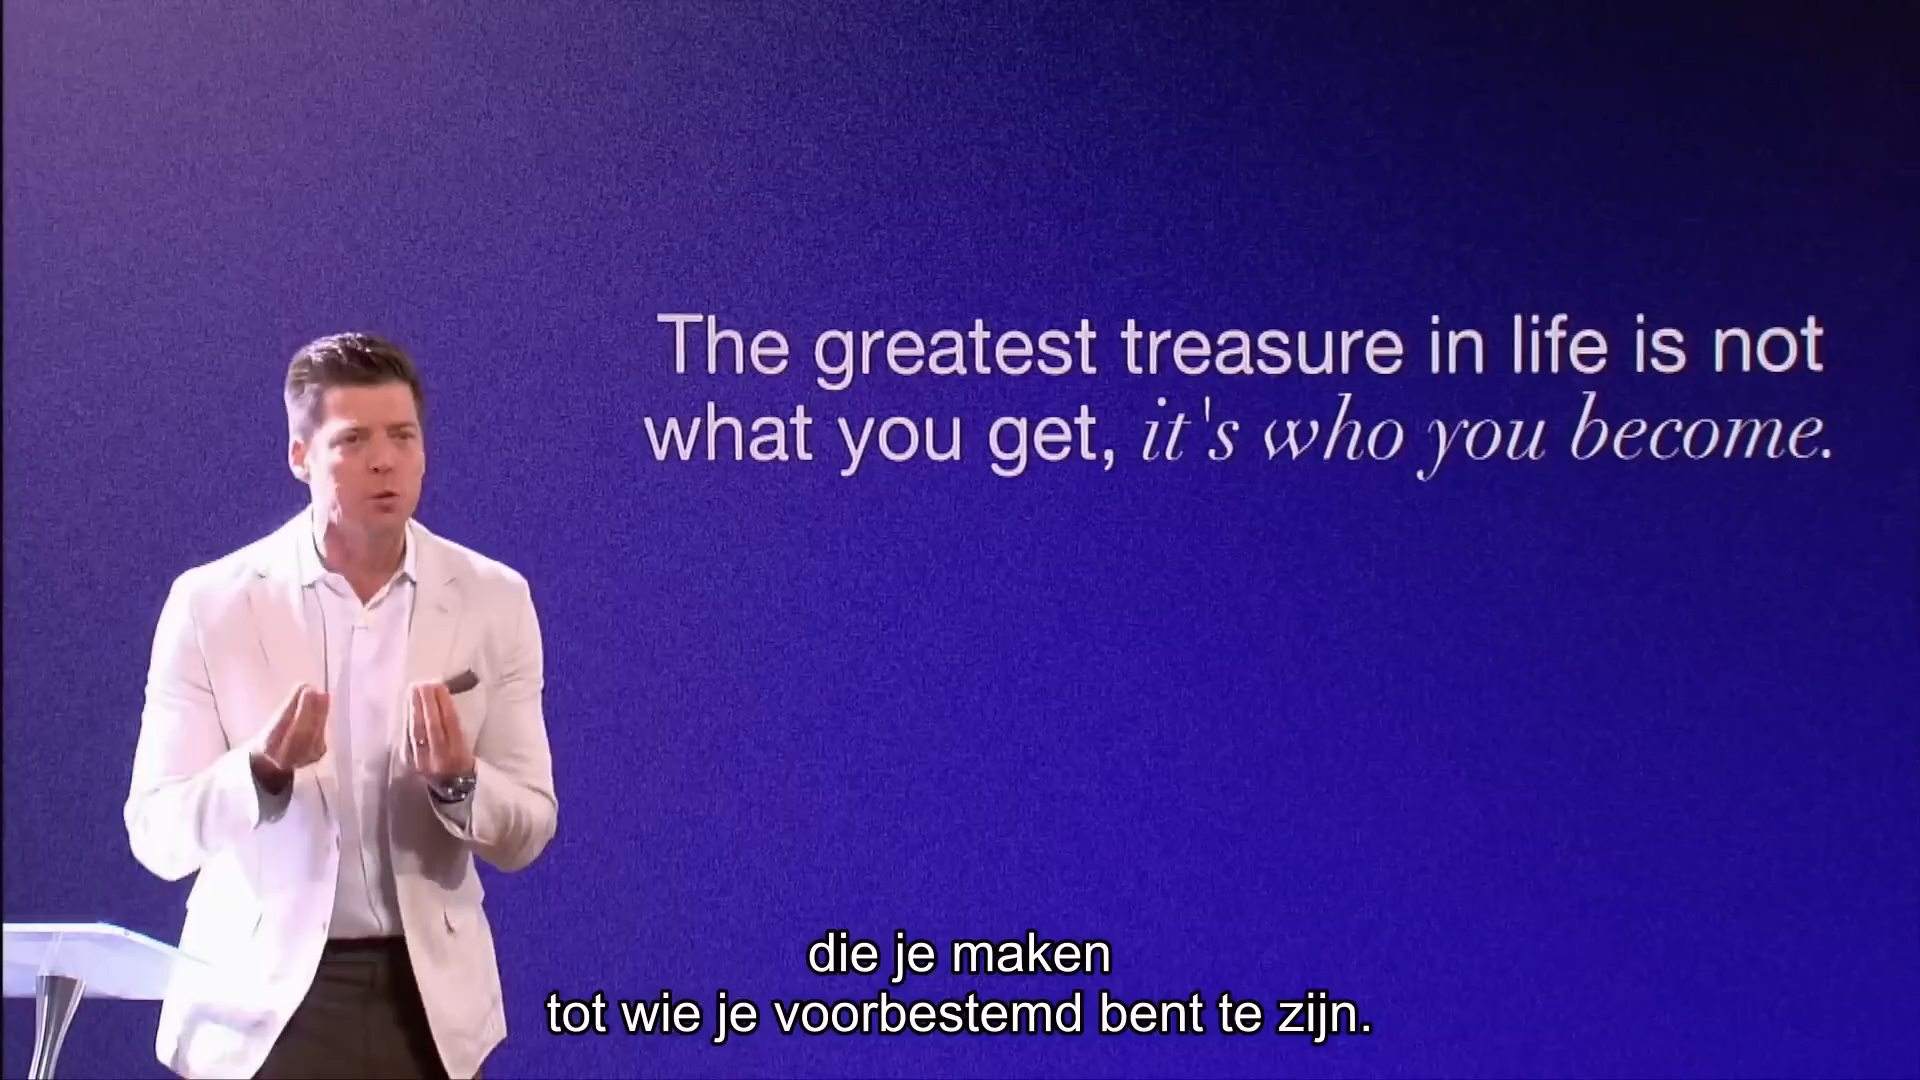 The greatest treasure in life is not
what you get, it's who you become.
die je maken
tot wie je voorbestemd bent te zijn.